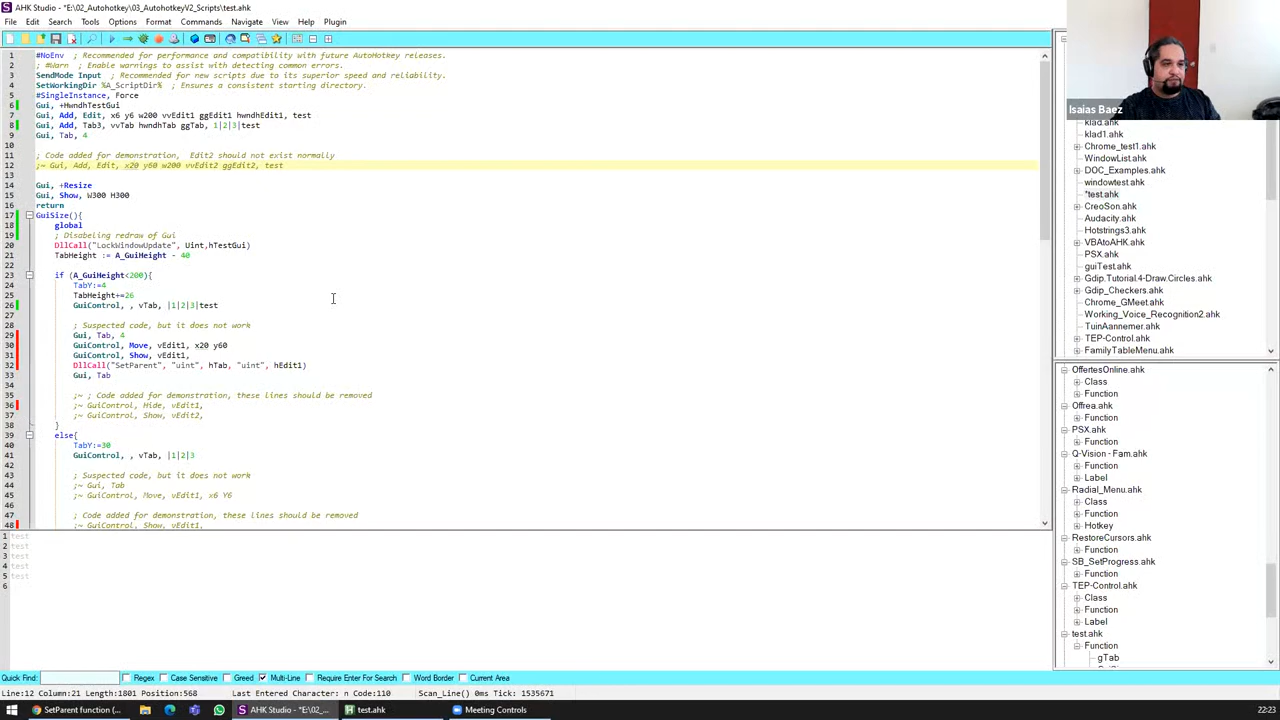 AHK Studio - *E:\02_Autohotkey\03_AutohotkeyV2_Scripts\test.ahk
File Edit Search Tools Options Format Commands Navigate View Help Plugin
1 #NoEnv ; Recommended for performance and compatibility with future AutoHotkey releases.
2 ; #Warn ; Enable warnings to assist with detecting common errors.
3 SendMode Input ; Recommended for new scripts due to its superior speed and reliability.
4 SetWorkingDir %A_ScriptDir% ; Ensures a consistent starting directory.
5 #SingleInstance, Force
6 Gui, +HwndhTestGui
7 Gui, Add, Edit, x6 y6 w200 vvEdit1 ggEdit1 hwndhEdit1, test
8 Gui, Add, Tab3, vvTab hwndhTab ggTab, 1|2|3|test
9 Gui, Tab, 4
10
11 ; Code added for demonstration, Edit2 should not exist normally
12 ;~ Gui, Add, Edit, x20 y60 w200 vvEdit2 ggEdit2, test
13
14 Gui, +Resize
15 Gui, Show, W300 H300
16 return
17 GuiSize(){
18 global
19 ; Disabeling redraw of Gui
20 DllCall("LockWindowUpdate", Uint,hTestGui)
21 TabHeight := A_GuiHeight - 40
22
23 if (A_GuiHeight<200){
24 TabY:=4
25 TabHeight+=26
26 GuiControl, , vTab, |1|2|3|test
27
28 ; Suspected code, but it does not work
29 Gui, Tab, 4
30 GuiControl, Move, vEdit1, x20 y60
31 GuiControl, Show, vEdit1,
32 DllCall("SetParent", "uint", hTab, "uint", hEdit1)
33 Gui, Tab
34
35 ;~ ; Code added for demonstration, these lines should be removed
36 ;~ GuiControl, Hide, vEdit1,
37 ;~ GuiControl, Show, vEdit2,
38 }
39 else{
40 TabY:=30
41 GuiControl, , vTab, |1|2|3
42
43 ; Suspected code, but it does not work
44 ;~ Gui, Tab
45 ;~ GuiControl, Move, vEdit1, x6 Y6
46
47 ; Code added for demonstration, these lines should be removed
48 ;~ GuiControl, Show, vEdit1,
1 test
2 test
3 test
4 test
5 test
6
Isaias Baez
klad.ahk
klad1.ahk
Chrome_test1.ahk
WindowList.ahk
DOC_Examples.ahk
windowtest.ahk
*test.ahk
CreoSon.ahk
Audacity.ahk
Hotstrings3.ahk
VBAtoAHK.ahk
PSX.ahk
guiTest.ahk
Gdip.Tutorial.4-Draw.Circles.ahk
Gdip_Checkers.ahk
Chrome_GMeet.ahk
Working_Voice_Recognition2.ahk
TuinAannemer.ahk
TEP-Control.ahk
FamilyTableMenu.ahk
OffertesOnline.ahk
Class
Function
Offrea.ahk
Function
PSX.ahk
Function
Q-Vision - Fam.ahk
Function
Label
Radial_Menu.ahk
Class
Function
Hotkey
RestoreCursors.ahk
Function
SB_SetProgress.ahk
Function
TEP-Control.ahk
Class
Function
Label
test.ahk
Function
gTab
Quick Find: Regex Case Sensitive Greed Multi-Line Require Enter For Search Word Border Current Area
Line:12 Column:21 Length:1801 Position:568 Last Entered Character: n Code:110 Scan_Line() 0ms Tick: 1535671
SetParent function (... AHK Studio - *E:\02_... test.ahk Meeting Controls 22:23